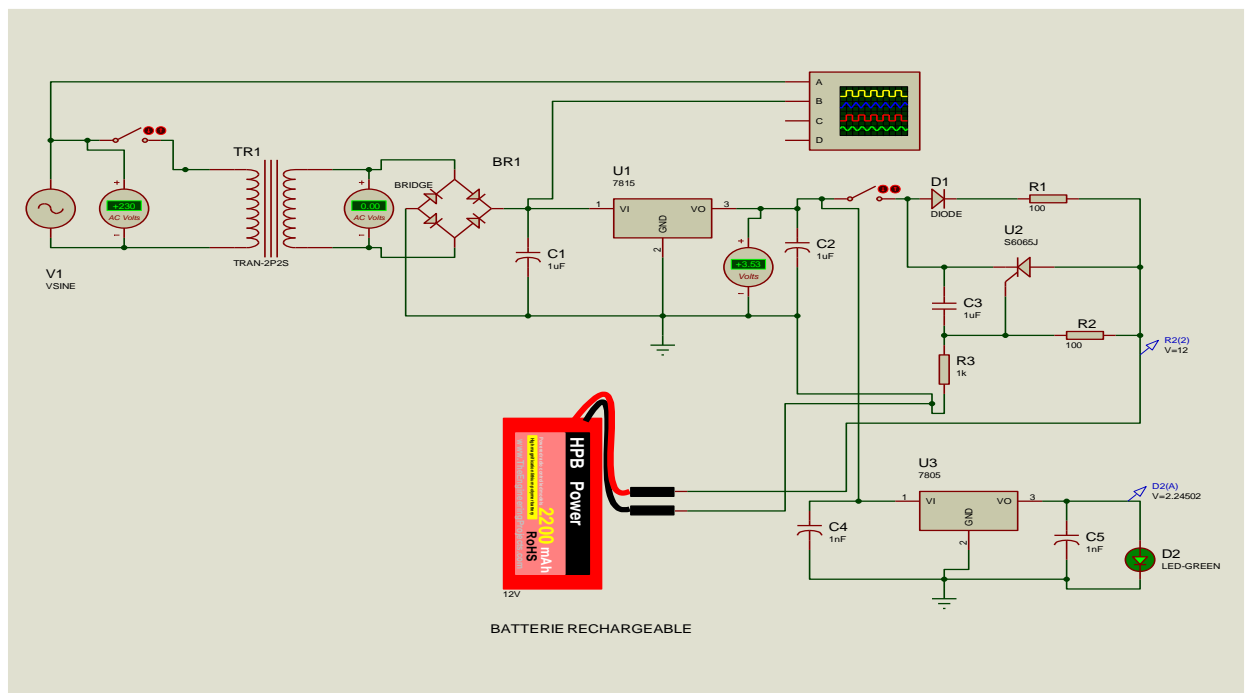 A
B
C
D
TR1
BR1
BRIDGE
U1
7815
D1
DIODE
R1
100
+230
AC Volts
0.00
AC Volts
1
VI
VO
3
GND
2
U2
S6065J
V1
VSINE
TRAN-2P2S
C1
1uF
+3.53
Volts
C2
1uF
C3
1uF
R2
100
R2(2)
V=12
R3
1k
HPB Power
2200 mAh
RoHS
12V
U3
7805
1
VI
VO
3
GND
2
D2(A)
V=2.24502
C4
1nF
C5
1nF
D2
LED-GREEN
BATTERIE RECHARGEABLE